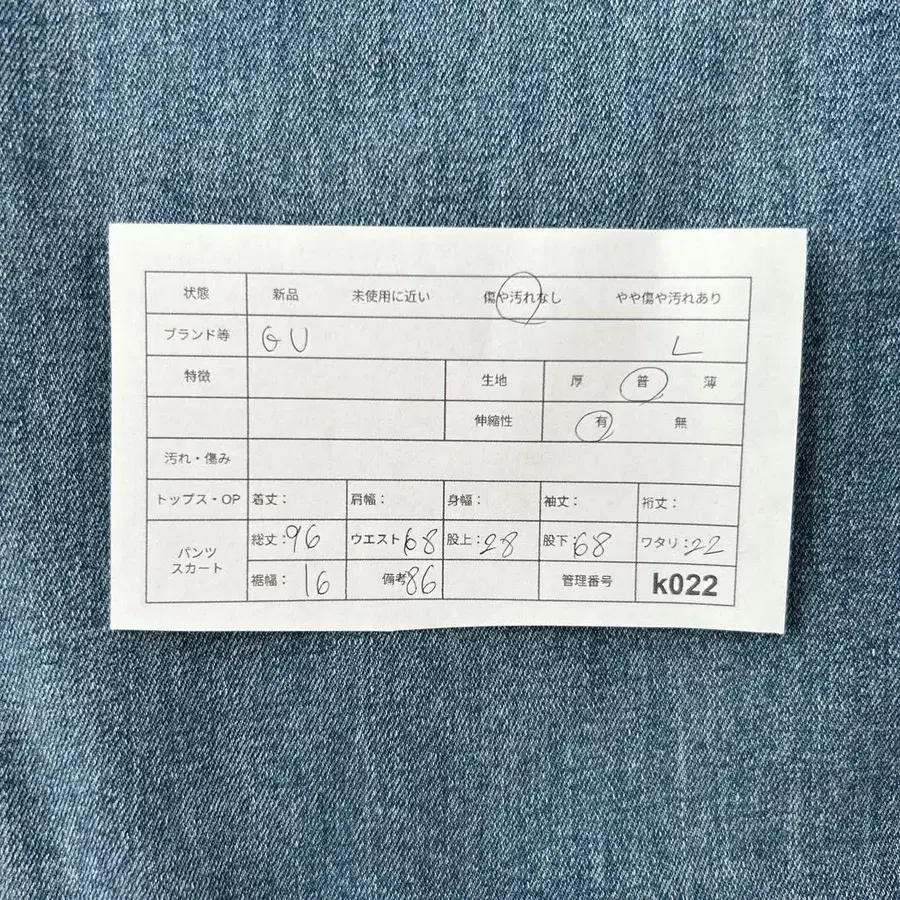 状態 新品 未使用に近い 傷や汚れなし やや傷や汚れあり
ブランド等 GU L
特徴 生地 厚 普 薄
伸縮性 有 無
汚れ・傷み
トップス・OP 着丈： 肩幅： 身幅： 袖丈： 裄丈：
パンツ スカート 総丈：96 ウエスト 68 股上：28 股下：68 ワタリ：22
裾幅： 16 備考 86 管理番号 k022